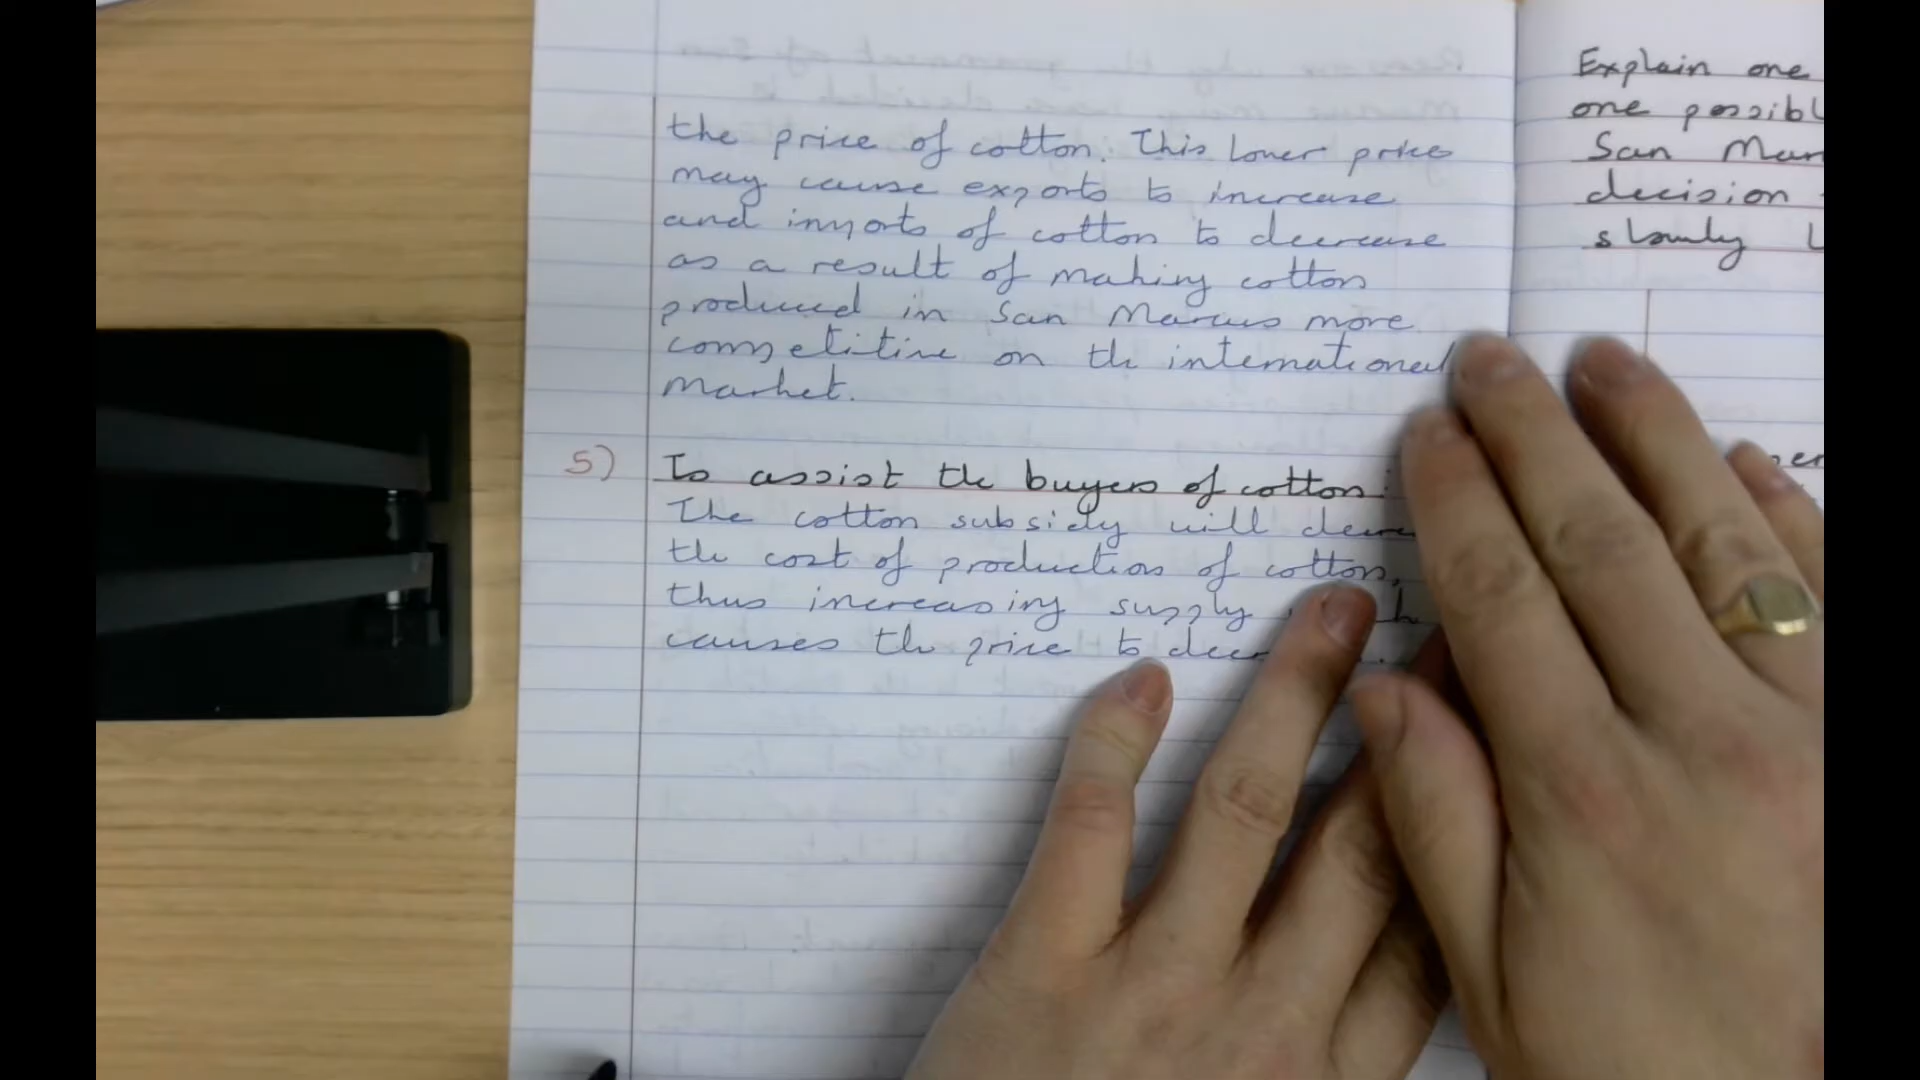 the price of cotton. This lower price
may cause exports to increase
and imports of cotton to decrease
as a result of making cotton
produced in San Marcus more
competitive on the international
market.
5) To assist the buyers of cotton:
The cotton subsidy will
the cost of production of cotton,
thus increasing supply
causes the price to
Explain one
one
San
decision
slowly